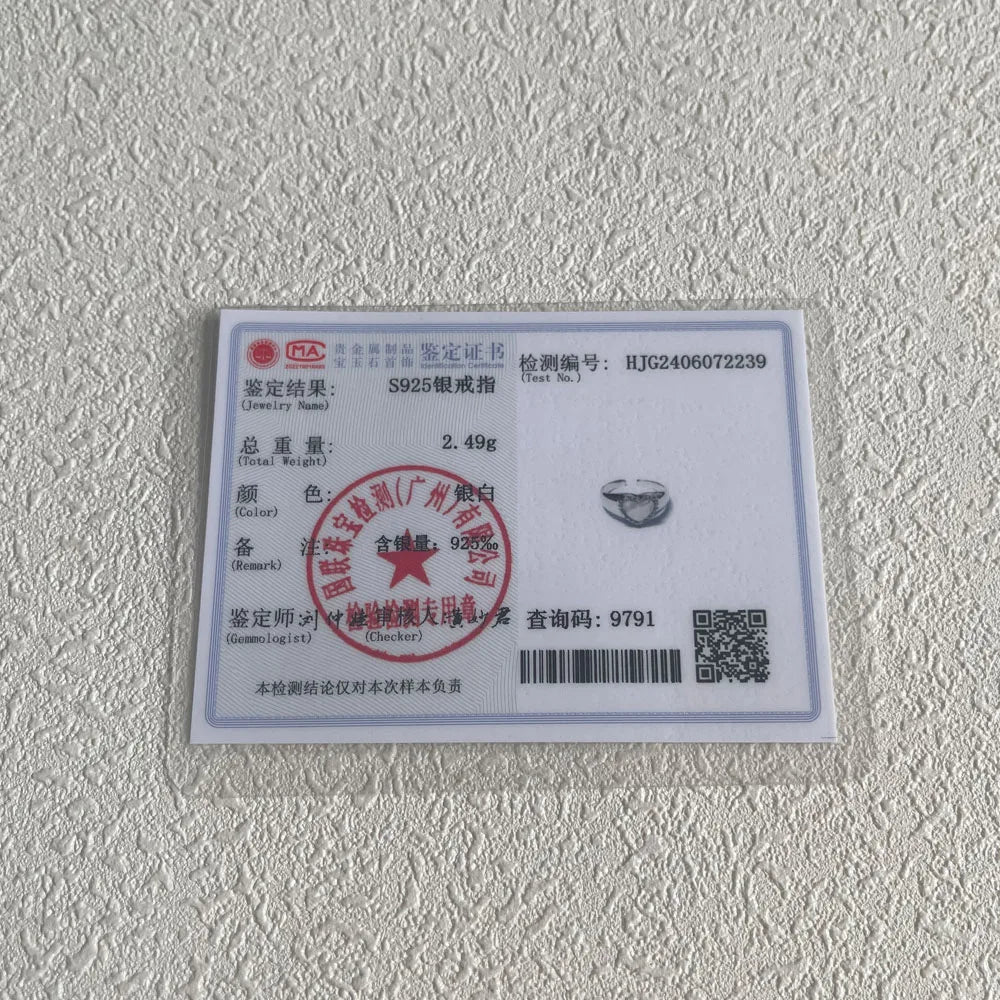 MA
贵金属制品
宝玉石首饰
鉴定证书
Identification Certificate
鉴定结果: S925银戒指
(Jewelry Name)
总重量: 2.49g
(Total Weight)
颜色: 银白
(Color)
备注: 含银量: 925‰
(Remark)
鉴定师: 审核人:
(Gemmologist) (Checker)
本检测结论仅对本次样本负责
国联珠宝检测(广州)有限公司
检验检测专用章
检测编号: HJG2406072239
(Test No.)
查询码: 9791